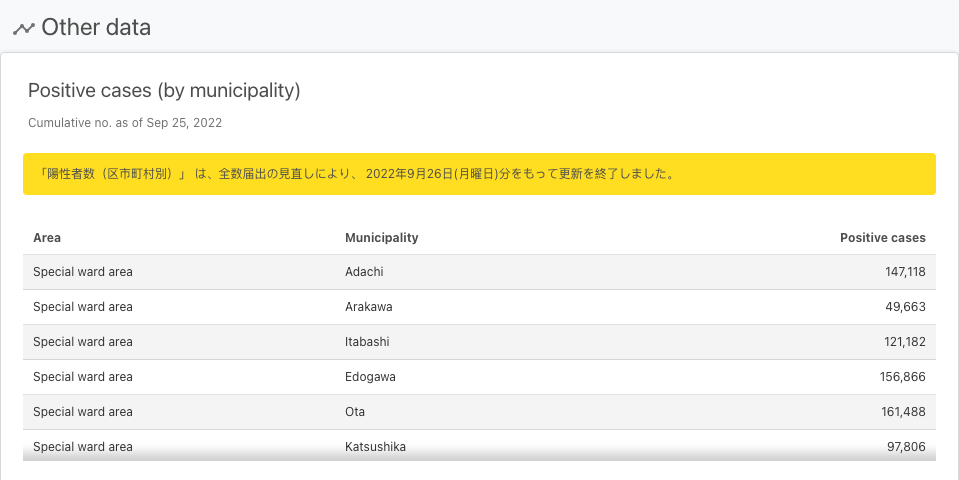 Other data
Positive cases (by municipality)
Cumulative no. as of Sep 25, 2022
「陽性者数（区市町村別）」 は、全数届出の見直しにより、 2022年9月26日(月曜日)分をもって更新を終了しました。
Area Municipality Positive cases
Special ward area Adachi 147,118
Special ward area Arakawa 49,663
Special ward area Itabashi 121,182
Special ward area Edogawa 156,866
Special ward area Ota 161,488
Special ward area Katsushika 97,806